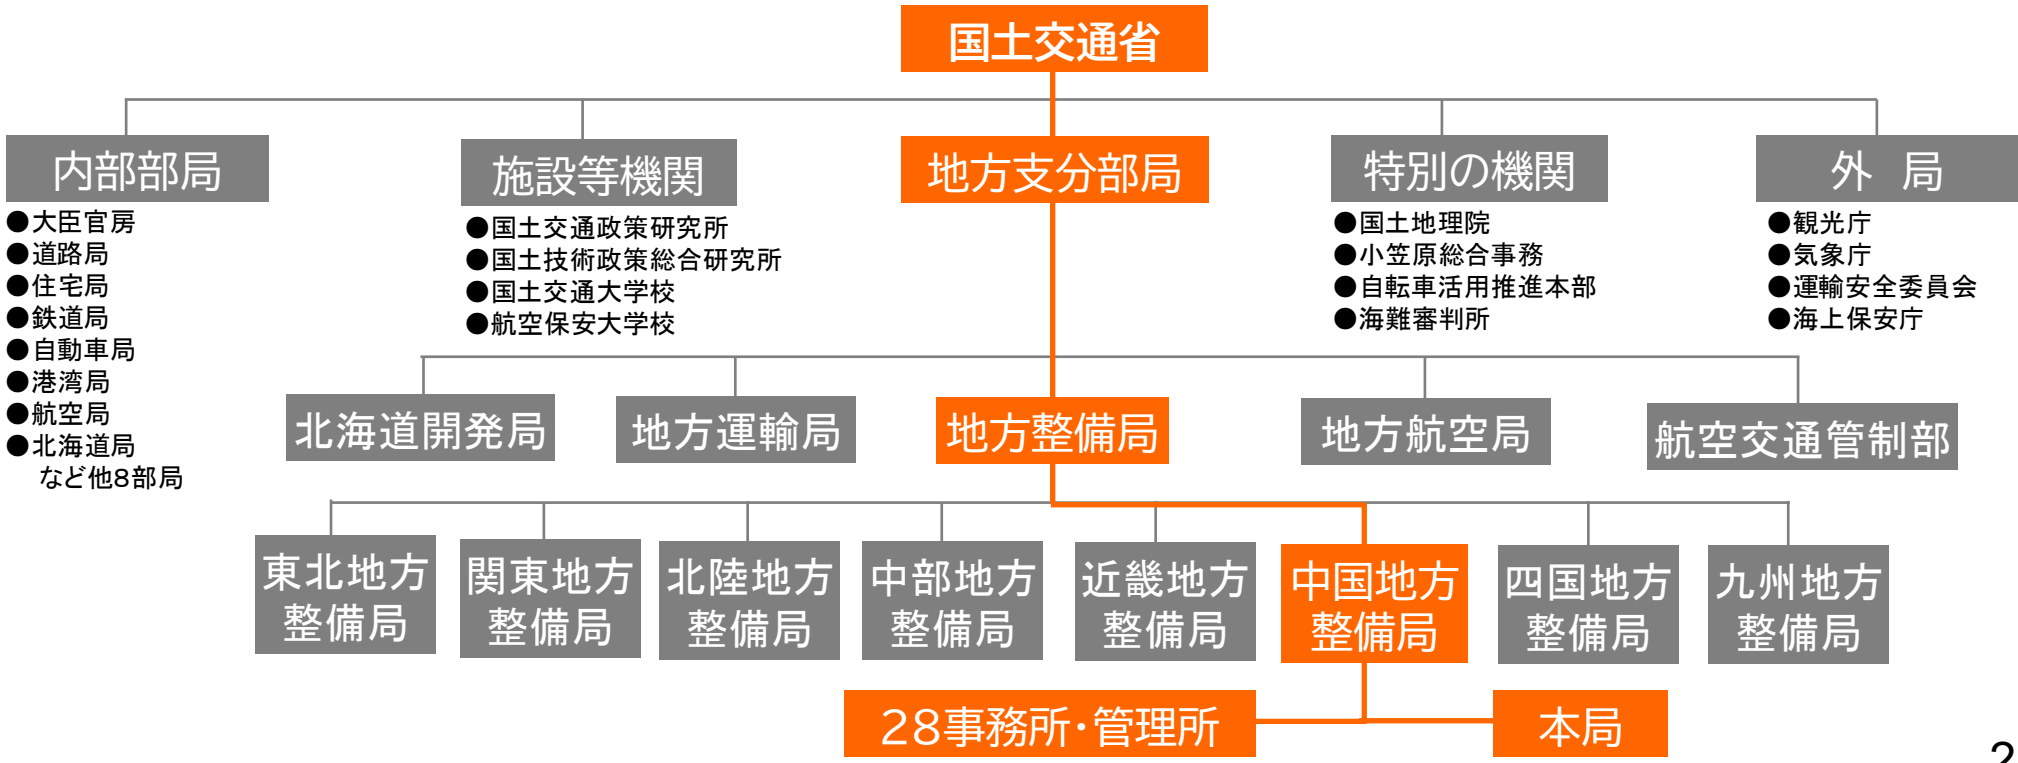 国土交通省
内部部局
●大臣官房
●道路局
●住宅局
●鉄道局
●自動車局
●港湾局
●航空局
●北海道局
など他8部局
施設等機関
●国土交通政策研究所
●国土技術政策総合研究所
●国土交通大学校
●航空保安大学校
地方支分部局
特別の機関
●国土地理院
●小笠原総合事務
●自転車活用推進本部
●海難審判所
外 局
●観光庁
●気象庁
●運輸安全委員会
●海上保安庁
北海道開発局
地方運輸局
地方整備局
地方航空局
航空交通管制部
東北地方
整備局
関東地方
整備局
北陸地方
整備局
中部地方
整備局
近畿地方
整備局
中国地方
整備局
四国地方
整備局
九州地方
整備局
28事務所・管理所
本局
2